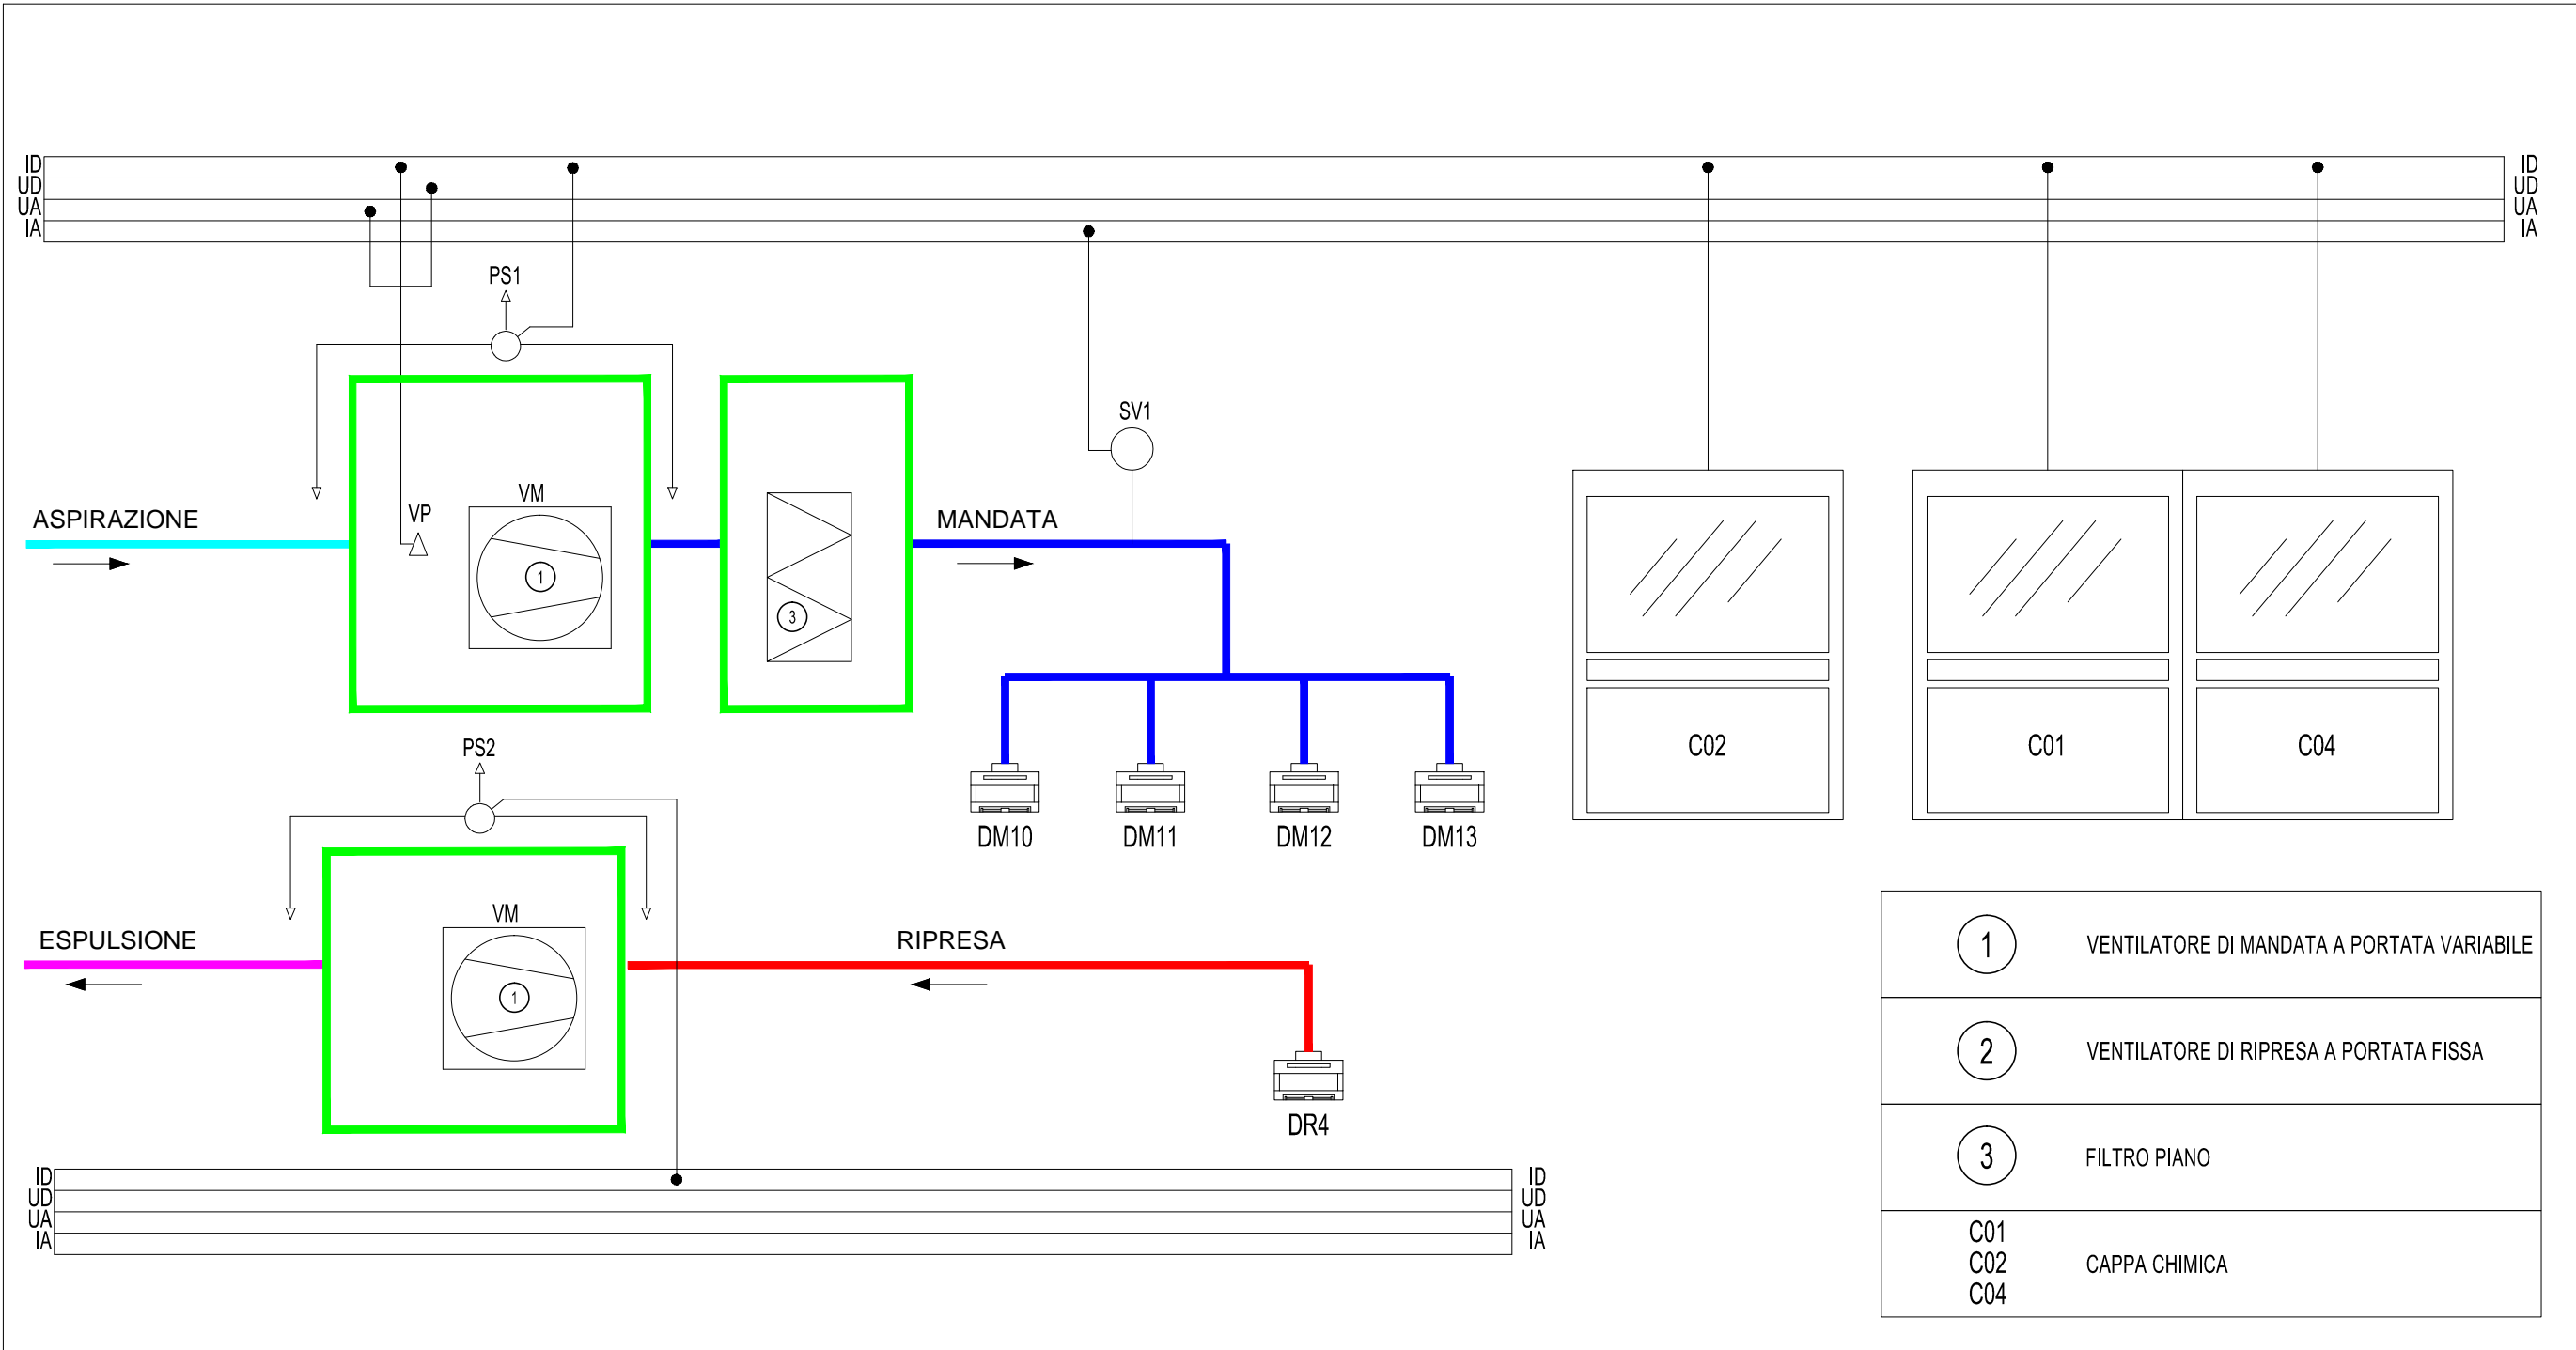 ID ID
UD UD
UA UA
IA IA
PS1
SV1
VM
VP
ASPIRAZIONE
MANDATA
1
3
C02 C01 C04
PS2
DM10 DM11 DM12 DM13
VM
ESPULSIONE
RIPRESA
1
DR4
1 VENTILATORE DI MANDATA A PORTATA VARIABILE
2 VENTILATORE DI RIPRESA A PORTATA FISSA
3 FILTRO PIANO
C01
C02 CAPPA CHIMICA
C04
ID ID
UD UD
UA UA
IA IA